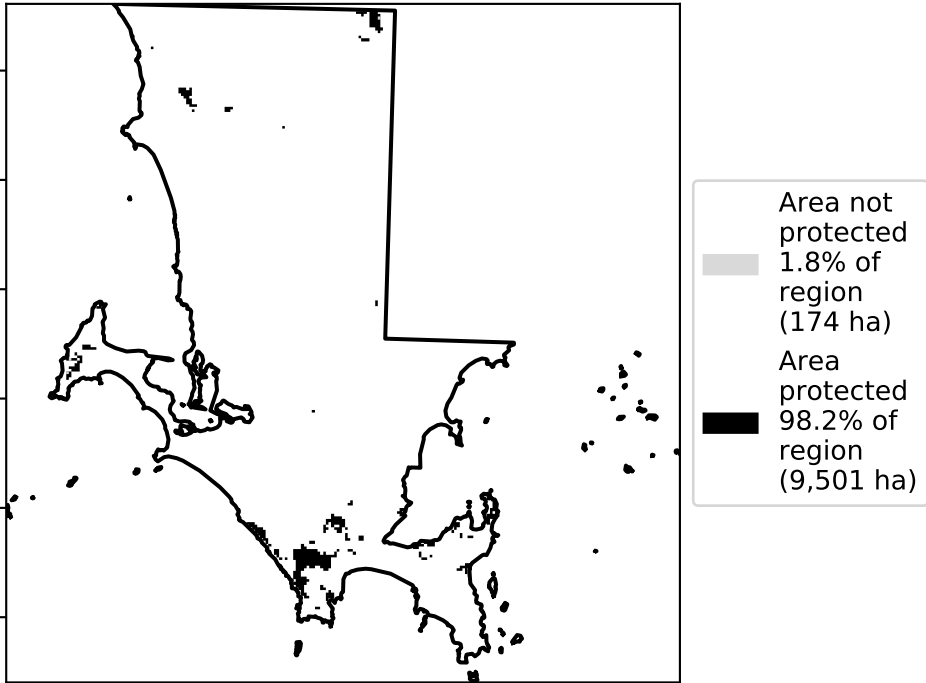 Area not
protected
1.8% of
region
(174 ha)
Area
protected
98.2% of
region
(9,501 ha)